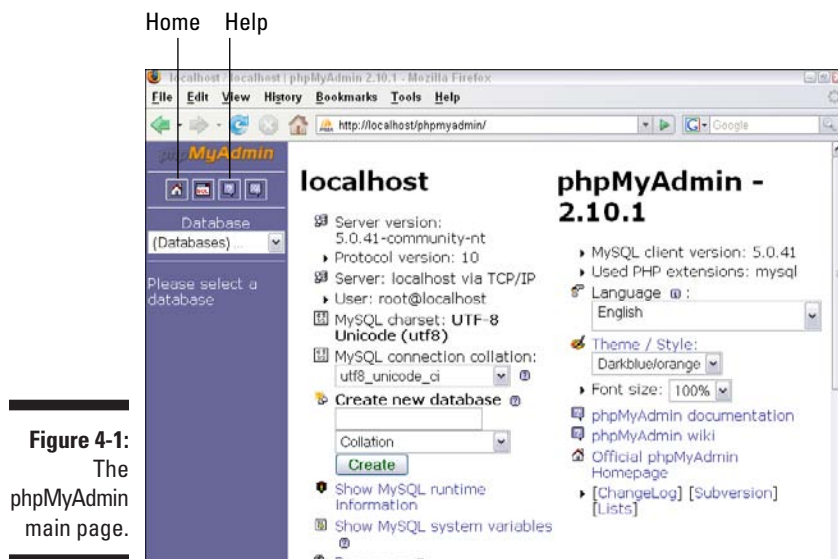 Home Help
localhost / localhost | phpMyAdmin 2.10.1 - Mozilla Firefox
File Edit View History Bookmarks Tools Help
http://localhost/phpmyadmin/
Google
phpMyAdmin
Database
(Databases) ...
Please select a
database
localhost
Server version:
5.0.41-community-nt
Protocol version: 10
Server: localhost via TCP/IP
User: root@localhost
MySQL charset: UTF-8
Unicode (utf8)
MySQL connection collation:
utf8_unicode_ci
Create new database
Collation
Create
Show MySQL runtime
information
Show MySQL system variables
phpMyAdmin -
2.10.1
MySQL client version: 5.0.41
Used PHP extensions: mysql
Language :
English
Theme / Style:
Darkblue/orange
Font size: 100%
phpMyAdmin documentation
phpMyAdmin wiki
Official phpMyAdmin
Homepage
[ChangeLog] [Subversion]
[Lists]
Figure 4-1:
The
phpMyAdmin
main page.